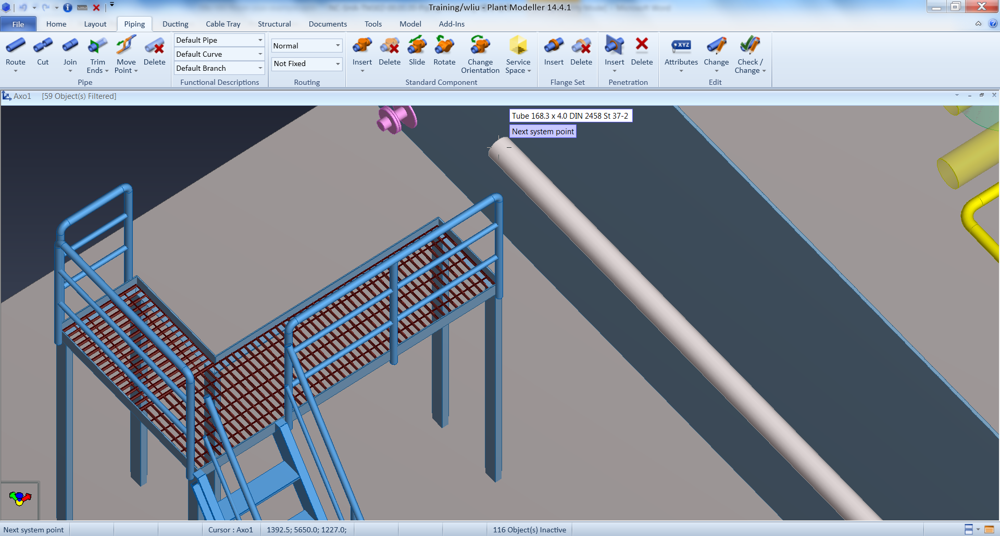 Training/wliu - Plant Modeller 14.4.1
File Home Layout Piping Ducting Cable Tray Structural Documents Tools Model Add-Ins
Route Cut Join Trim Ends Move Point Delete
Pipe
Default Pipe
Default Curve
Default Branch
Functional Descriptions
Normal
Not Fixed
Routing
Insert Delete Slide Rotate Change Orientation Service Space
Standard Component
Insert Delete
Flange Set
Insert Delete
Penetration
XYZ
Attributes Change Check / Change
Edit
Axo1 [59 Object(s) Filtered]
Tube 168.3 x 4.0 DIN 2458 St 37-2
Next system point
Next system point Cursor : Axo1 1392.5; 5650.0; 1227.0; 116 Object(s) Inactive